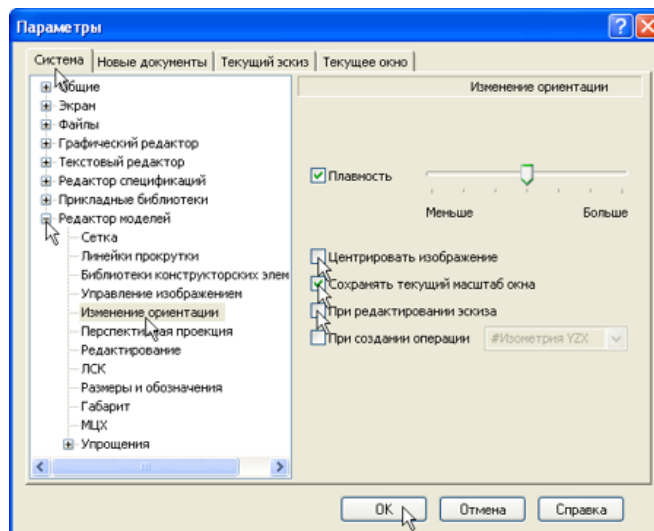 Параметры
Система Новые документы Текущий эскиз Текущее окно
Общие
Экран
Файлы
Графический редактор
Текстовый редактор
Редактор спецификаций
Прикладные библиотеки
Редактор моделей
Сетка
Линейки прокрутки
Библиотеки конструкторских элем
Управление изображением
Изменение ориентации
Перспективная проекция
Редактирование
ЛСК
Размеры и обозначения
Габарит
МЦХ
Упрощения
Изменение ориентации
Плавность
Меньше Больше
Центрировать изображение
Сохранять текущий масштаб окна
При редактировании эскиза
При создании операции #Изометрия YZX
OK Отмена Справка